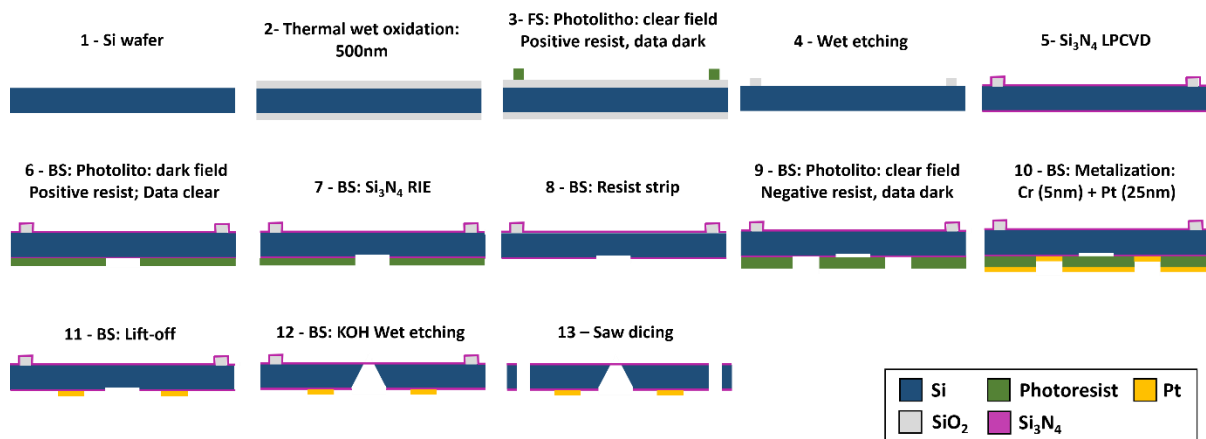 1 - Si wafer
2- Thermal wet oxidation:
500nm
3- FS: Photolitho: clear field
Positive resist, data dark
4 - Wet etching
5- Si₃N₄ LPCVD
6 - BS: Photolito: dark field
Positive resist; Data clear
7 - BS: Si₃N₄ RIE
8 - BS: Resist strip
9 - BS: Photolito: clear field
Negative resist, data dark
10 - BS: Metalization:
Cr (5nm) + Pt (25nm)
11 - BS: Lift-off
12 - BS: KOH Wet etching
13 – Saw dicing
Si
Photoresist
Pt
SiO₂
Si₃N₄